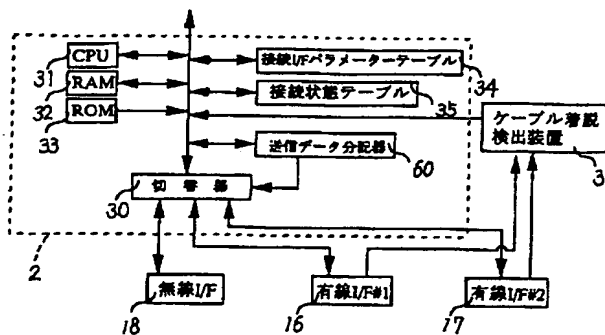 CPU
31
RAM
32
ROM
33
接続I/Fパラメーターテーブル
34
接続状態テーブル
35
ケーブル着脱
検出装置
3
送信データ分配器
60
切替器
30
2
無線I/F
18
有線I/F#1
16
有線I/F#2
17